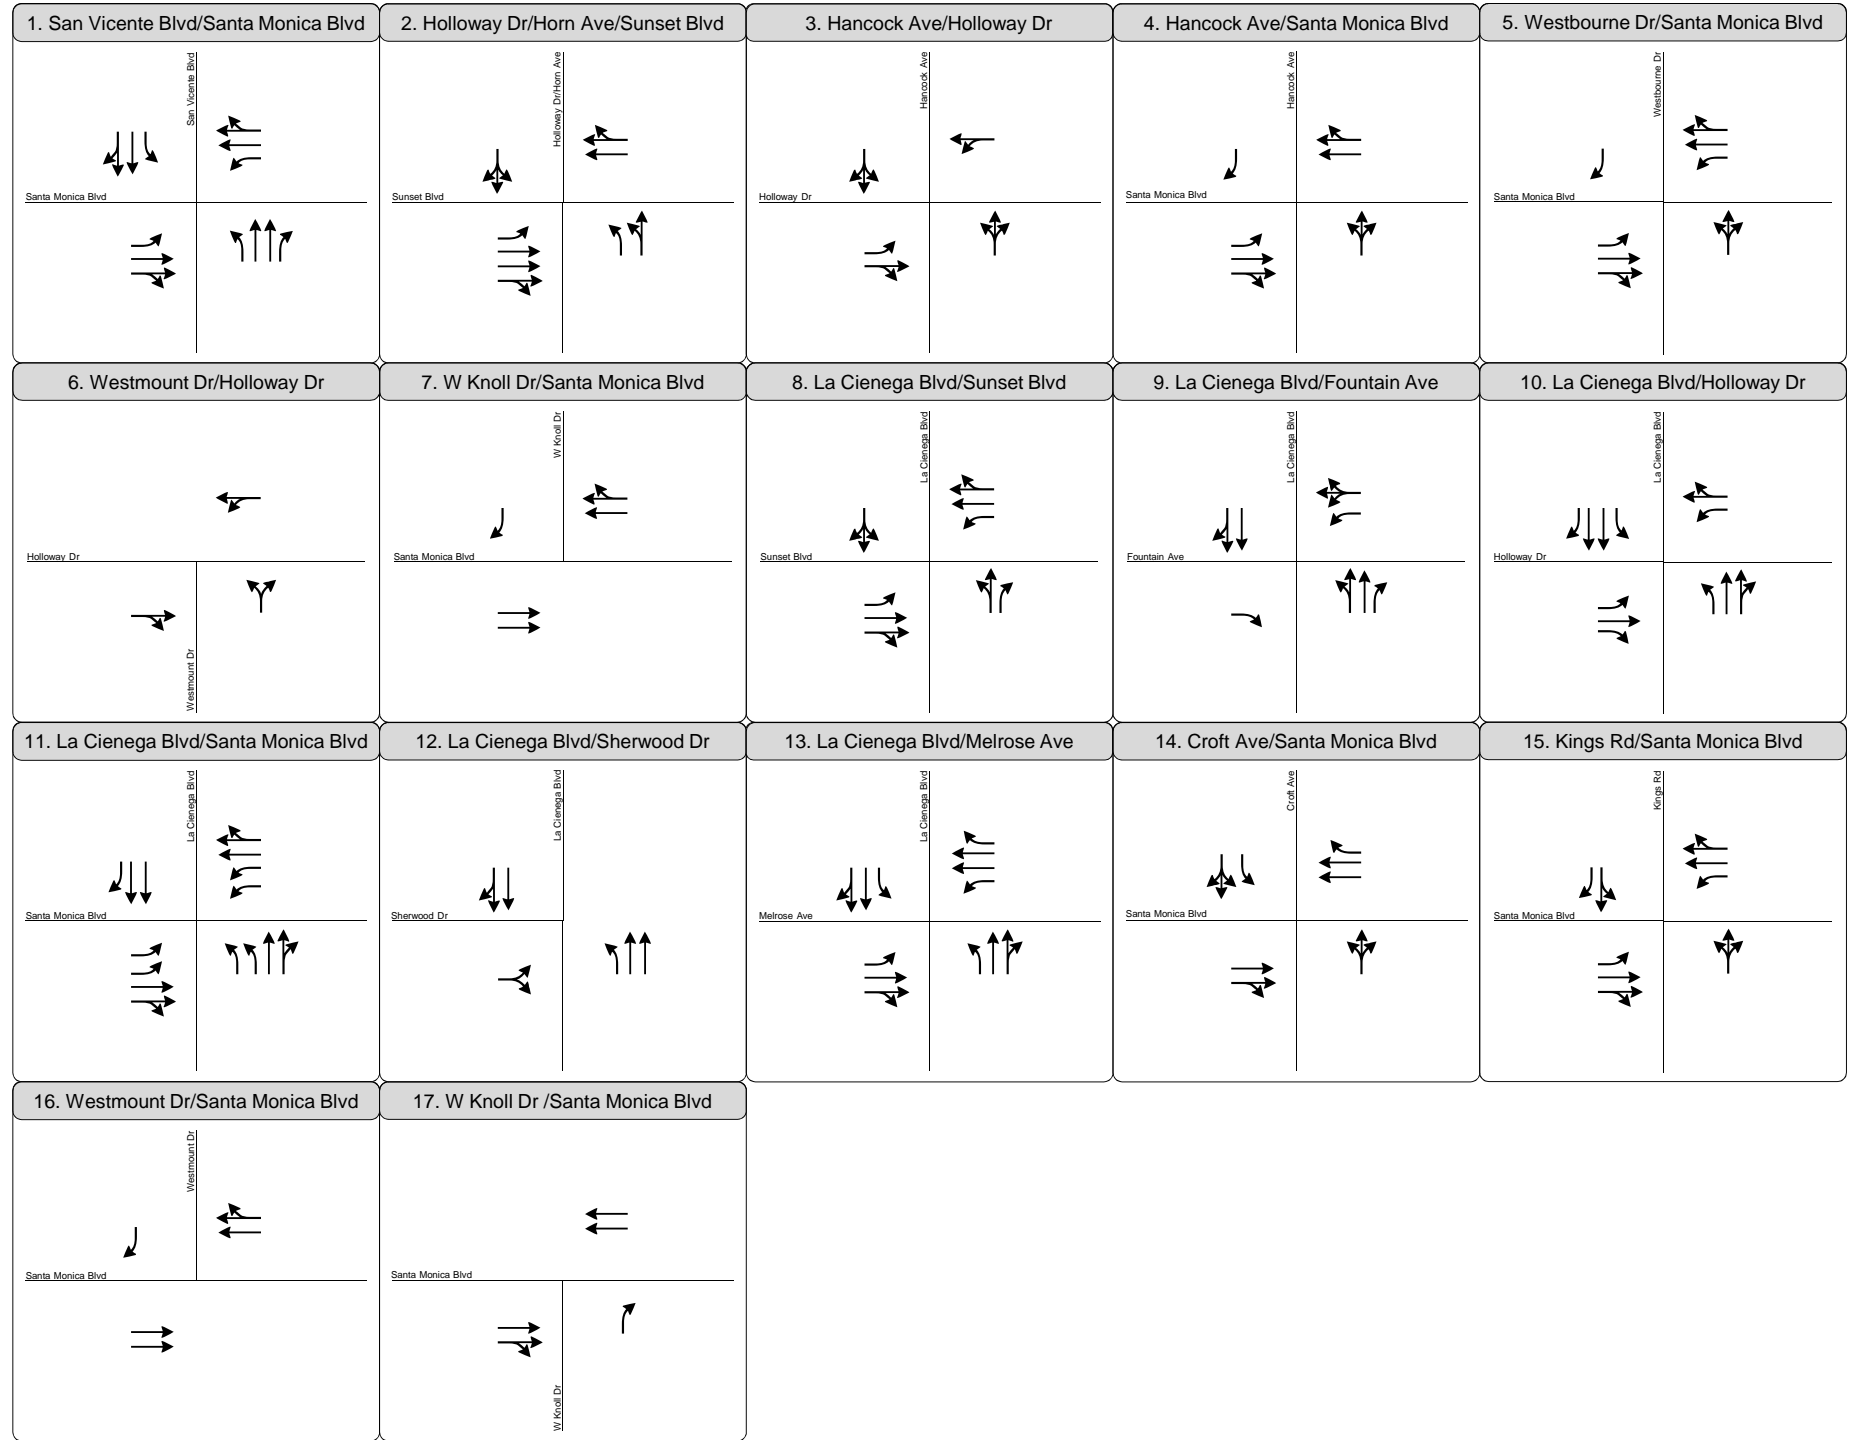 1. San Vicente Blvd/Santa Monica Blvd
San Vicente Blvd
Santa Monica Blvd
2. Holloway Dr/Horn Ave/Sunset Blvd
Holloway Dr/Horn Ave
Sunset Blvd
3. Hancock Ave/Holloway Dr
Hancock Ave
Holloway Dr
4. Hancock Ave/Santa Monica Blvd
Hancock Ave
Santa Monica Blvd
5. Westbourne Dr/Santa Monica Blvd
Westbourne Dr
Santa Monica Blvd
6. Westmount Dr/Holloway Dr
Holloway Dr
Westmount Dr
7. W Knoll Dr/Santa Monica Blvd
W Knoll Dr
Santa Monica Blvd
8. La Cienega Blvd/Sunset Blvd
La Cienega Blvd
Sunset Blvd
9. La Cienega Blvd/Fountain Ave
La Cienega Blvd
Fountain Ave
10. La Cienega Blvd/Holloway Dr
La Cienega Blvd
Holloway Dr
11. La Cienega Blvd/Santa Monica Blvd
La Cienega Blvd
Santa Monica Blvd
12. La Cienega Blvd/Sherwood Dr
La Cienega Blvd
Sherwood Dr
13. La Cienega Blvd/Melrose Ave
La Cienega Blvd
Melrose Ave
14. Croft Ave/Santa Monica Blvd
Croft Ave
Santa Monica Blvd
15. Kings Rd/Santa Monica Blvd
Kings Rd
Santa Monica Blvd
16. Westmount Dr/Santa Monica Blvd
Westmount Dr
Santa Monica Blvd
17. W Knoll Dr /Santa Monica Blvd
Santa Monica Blvd
W Knoll Dr